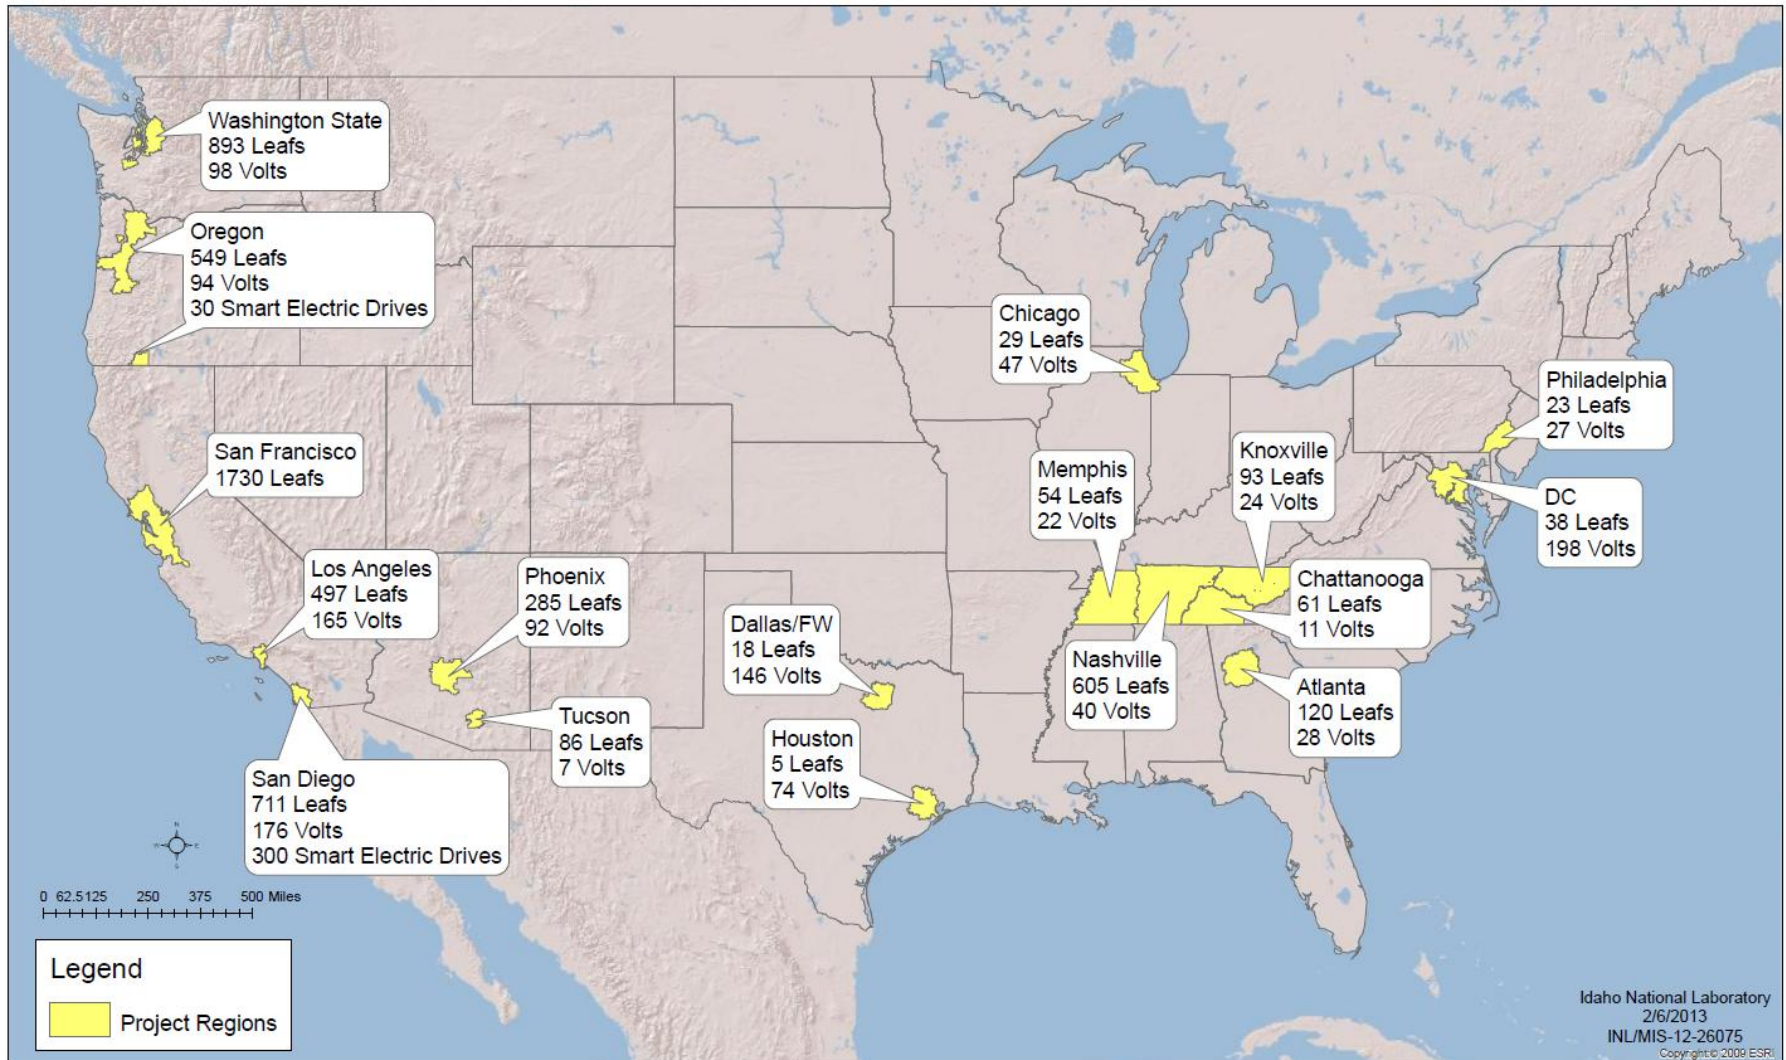 Washington State
893 Leafs
98 Volts
Oregon
549 Leafs
94 Volts
30 Smart Electric Drives
San Francisco
1730 Leafs
Los Angeles
497 Leafs
165 Volts
San Diego
711 Leafs
176 Volts
300 Smart Electric Drives
Phoenix
285 Leafs
92 Volts
Tucson
86 Leafs
7 Volts
Dallas/FW
18 Leafs
146 Volts
Houston
5 Leafs
74 Volts
Chicago
29 Leafs
47 Volts
Memphis
54 Leafs
22 Volts
Nashville
605 Leafs
40 Volts
Knoxville
93 Leafs
24 Volts
Chattanooga
61 Leafs
11 Volts
Atlanta
120 Leafs
28 Volts
Philadelphia
23 Leafs
27 Volts
DC
38 Leafs
198 Volts
N
W E
S
0 62.5 125 250 375 500 Miles
Legend
Project Regions
Idaho National Laboratory
2/6/2013
INL/MIS-12-26075
Copyright:© 2009 ESRI